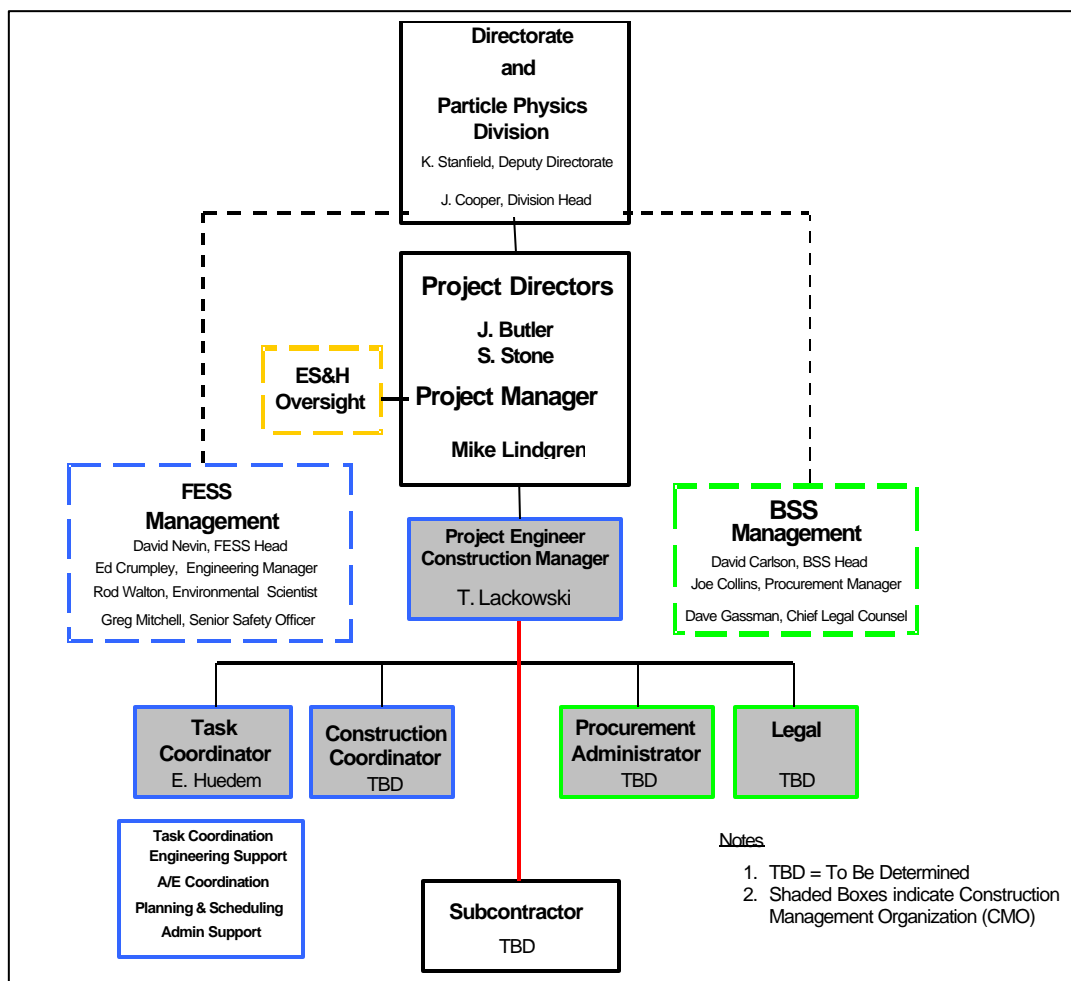 Directorate
and
Particle Physics
Division
K. Stanfield, Deputy Directorate
J. Cooper, Division Head
Project Directors
J. Butler
S. Stone
Project Manager
Mike Lindgren
ES&H
Oversight
FESS
Management
David Nevin, FESS Head
Ed Crumpley, Engineering Manager
Rod Walton, Environmental Scientist
Greg Mitchell, Senior Safety Officer
BSS
Management
David Carlson, BSS Head
Joe Collins, Procurement Manager
Dave Gassman, Chief Legal Counsel
Project Engineer
Construction Manager
T. Lackowski
Task
Coordinator
E. Huedem
Construction
Coordinator
TBD
Procurement
Administrator
TBD
Legal
TBD
Task Coordination
Engineering Support
A/E Coordination
Planning & Scheduling
Admin Support
Subcontractor
TBD
Notes
1. TBD = To Be Determined
2. Shaded Boxes indicate Construction
Management Organization (CMO)